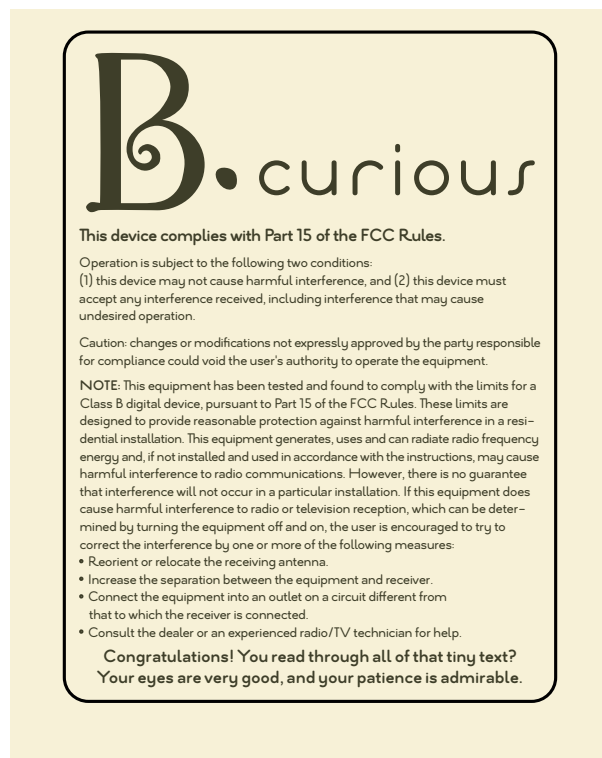 B. curious
This device complies with Part 15 of the FCC Rules.
Operation is subject to the following two conditions:
(1) this device may not cause harmful interference, and (2) this device must
accept any interference received, including interference that may cause
undesired operation.
Caution: changes or modifications not expressly approved by the party responsible
for compliance could void the user's authority to operate the equipment.
NOTE: This equipment has been tested and found to comply with the limits for a
Class B digital device, pursuant to Part 15 of the FCC Rules. These limits are
designed to provide reasonable protection against harmful interference in a resi-
dential installation. This equipment generates, uses and can radiate radio frequency
energy and, if not installed and used in accordance with the instructions, may cause
harmful interference to radio communications. However, there is no guarantee
that interference will not occur in a particular installation. If this equipment does
cause harmful interference to radio or television reception, which can be deter-
mined by turning the equipment off and on, the user is encouraged to try to
correct the interference by one or more of the following measures:
• Reorient or relocate the receiving antenna.
• Increase the separation between the equipment and receiver.
• Connect the equipment into an outlet on a circuit different from
that to which the receiver is connected.
• Consult the dealer or an experienced radio/TV technician for help.
Congratulations! You read through all of that tiny text?
Your eyes are very good, and your patience is admirable.